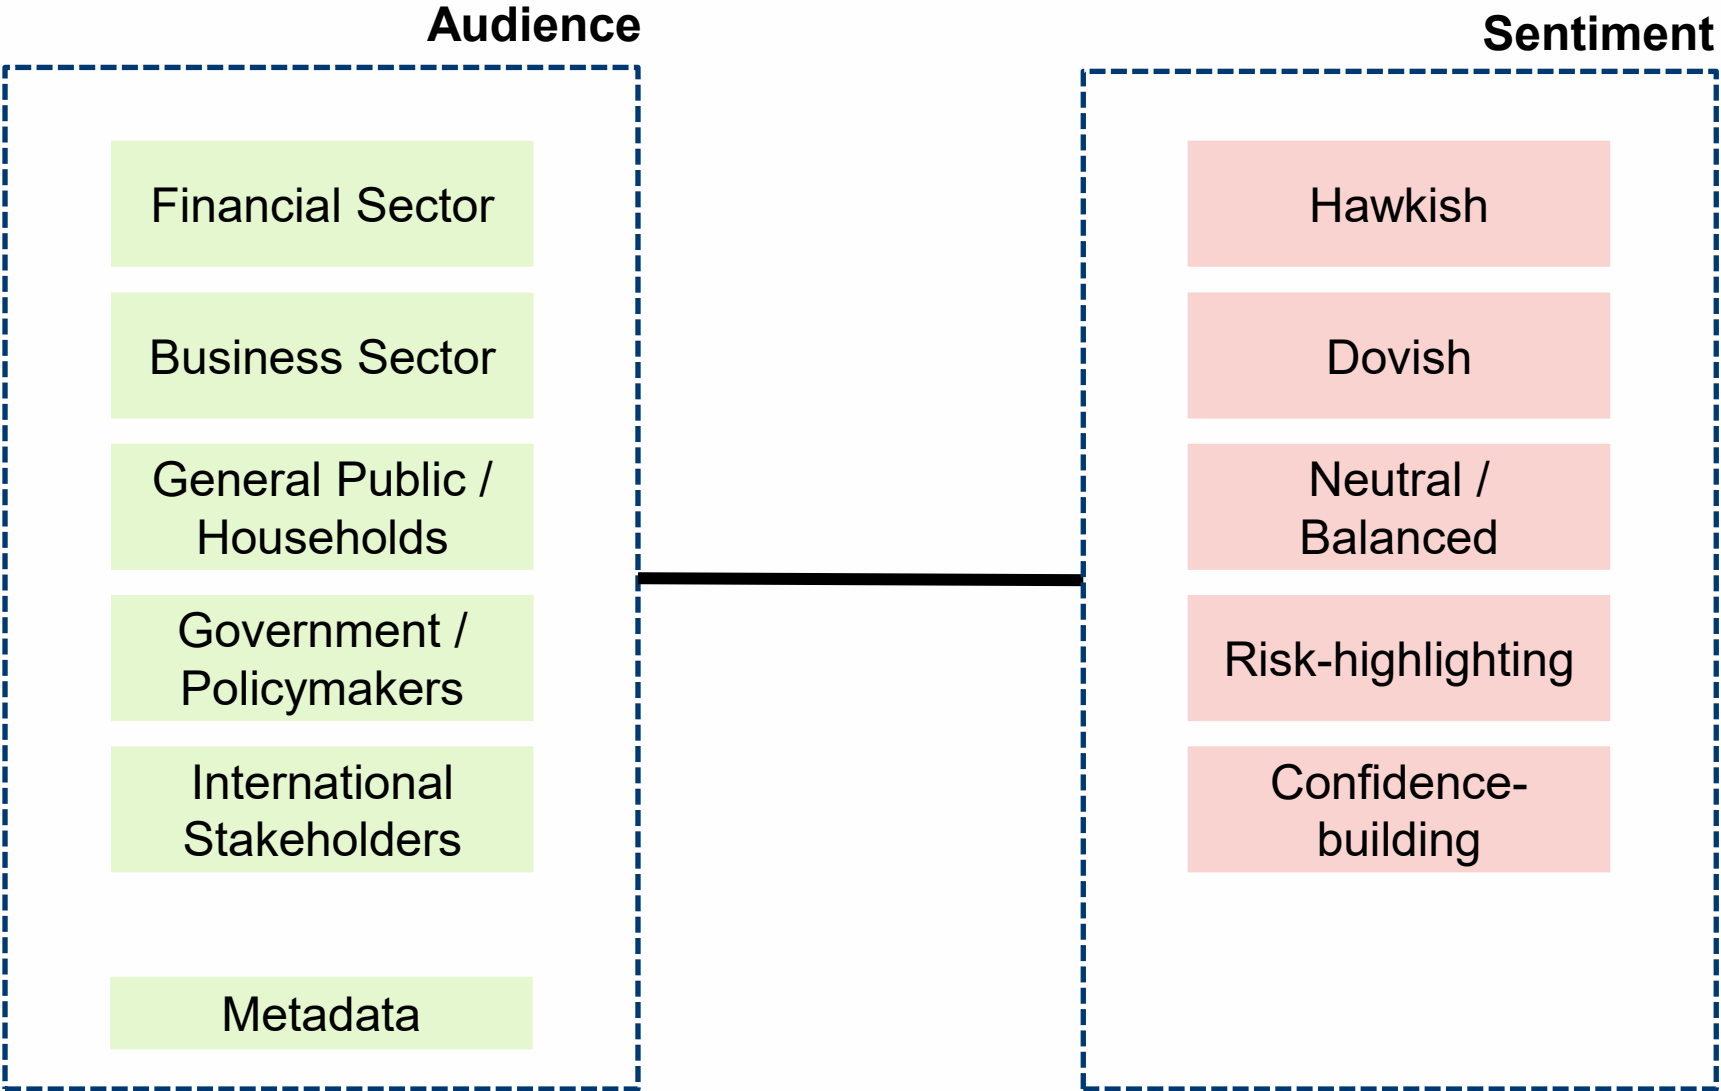 Audience
Financial Sector
Business Sector
General Public /
Households
Government /
Policymakers
International
Stakeholders
Metadata
Sentiment
Hawkish
Dovish
Neutral /
Balanced
Risk-highlighting
Confidence-
building